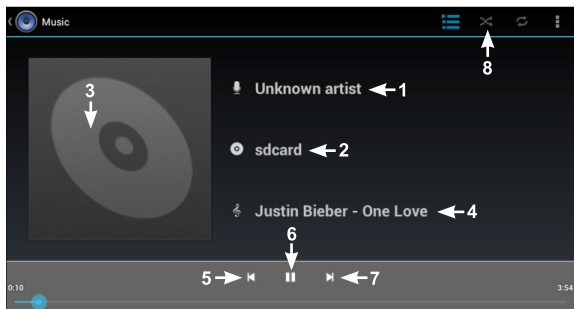 Music
8
3
Unknown artist 1
sdcard 2
Justin Bieber - One Love 4
6
5 7
0:10 3:54